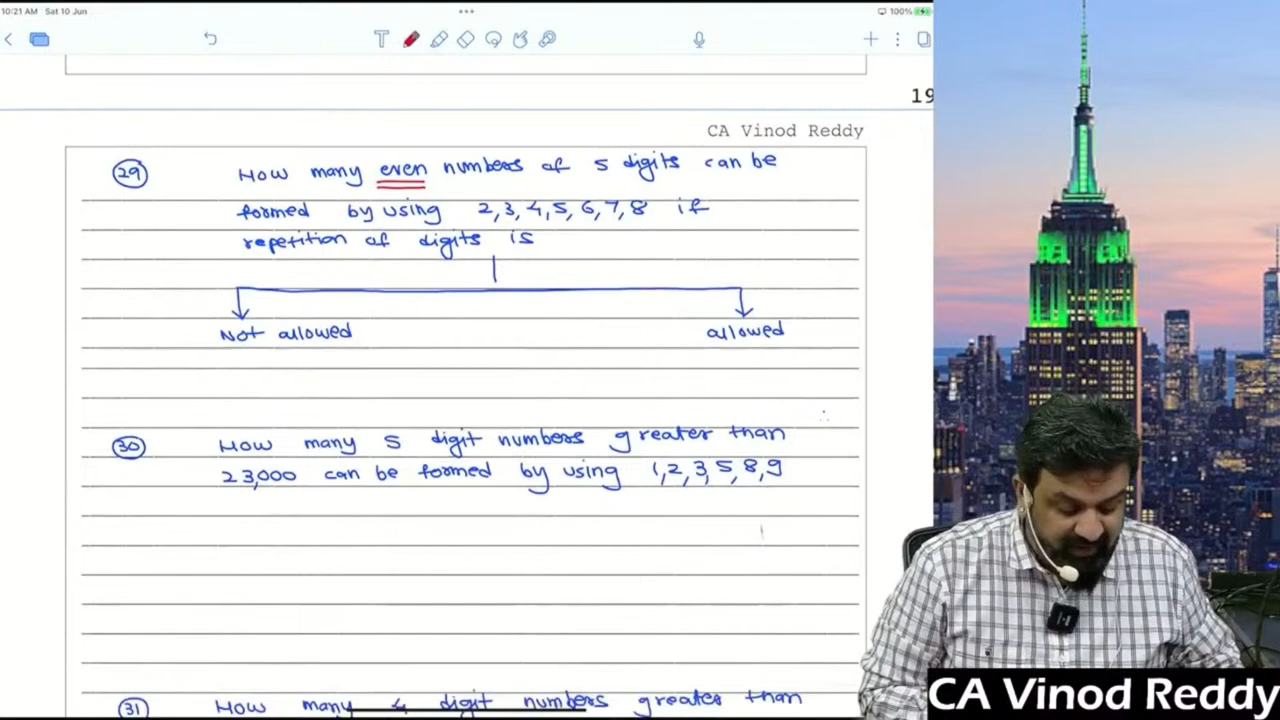 10:21 AM Sat 10 Jun
100%
T
19
CA Vinod Reddy
29 How many even numbers of 5 digits can be
formed by using 2,3,4,5,6,7,8 if
repetition of digits is
Not allowed allowed
30 How many 5 digit numbers greater than
23,000 can be formed by using 1,2,3,5,8,9
31 How many 4 digit numbers greater than
CA Vinod Reddy